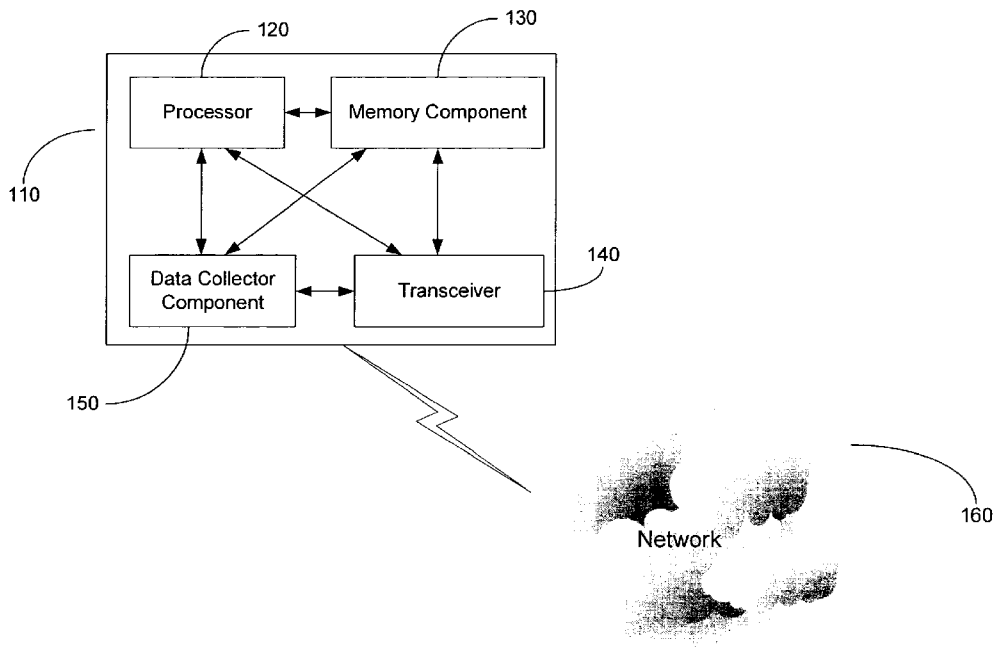 120
130
Processor
Memory Component
110
140
Data Collector
Component
Transceiver
150
160
Network